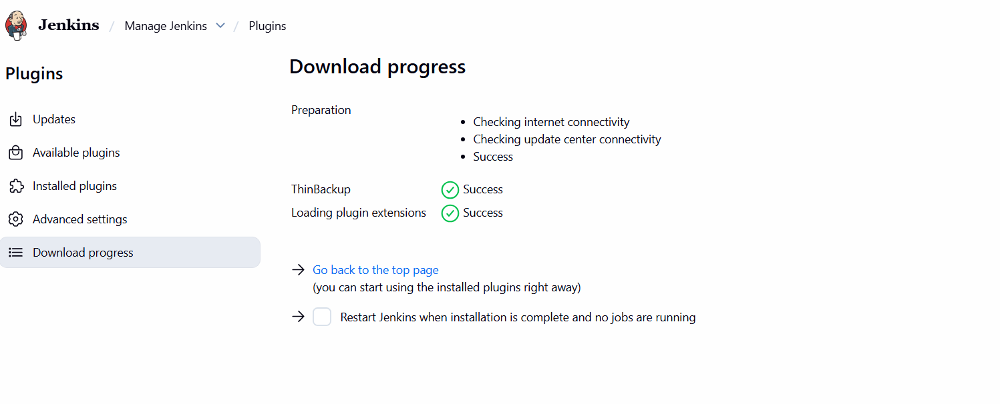 Jenkins / Manage Jenkins / Plugins
Plugins
Updates
Available plugins
Installed plugins
Advanced settings
Download progress
Download progress
Preparation
Checking internet connectivity
Checking update center connectivity
Success
ThinBackup Success
Loading plugin extensions Success
Go back to the top page
(you can start using the installed plugins right away)
Restart Jenkins when installation is complete and no jobs are running